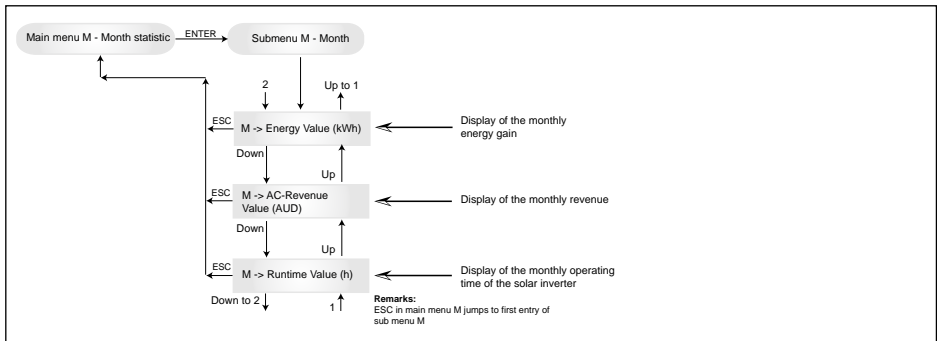 Main menu M - Month statistic
ENTER
Submenu M - Month
2
Up to 1
ESC
M -> Energy Value (kWh)
Display of the monthly
energy gain
Down
Up
ESC
M -> AC-Revenue
Value (AUD)
Display of the monthly revenue
Down
Up
ESC
M -> Runtime Value (h)
Display of the monthly operating
time of the solar inverter
Down to 2
1
Remarks:
ESC in main menu M jumps to first entry of
sub menu M